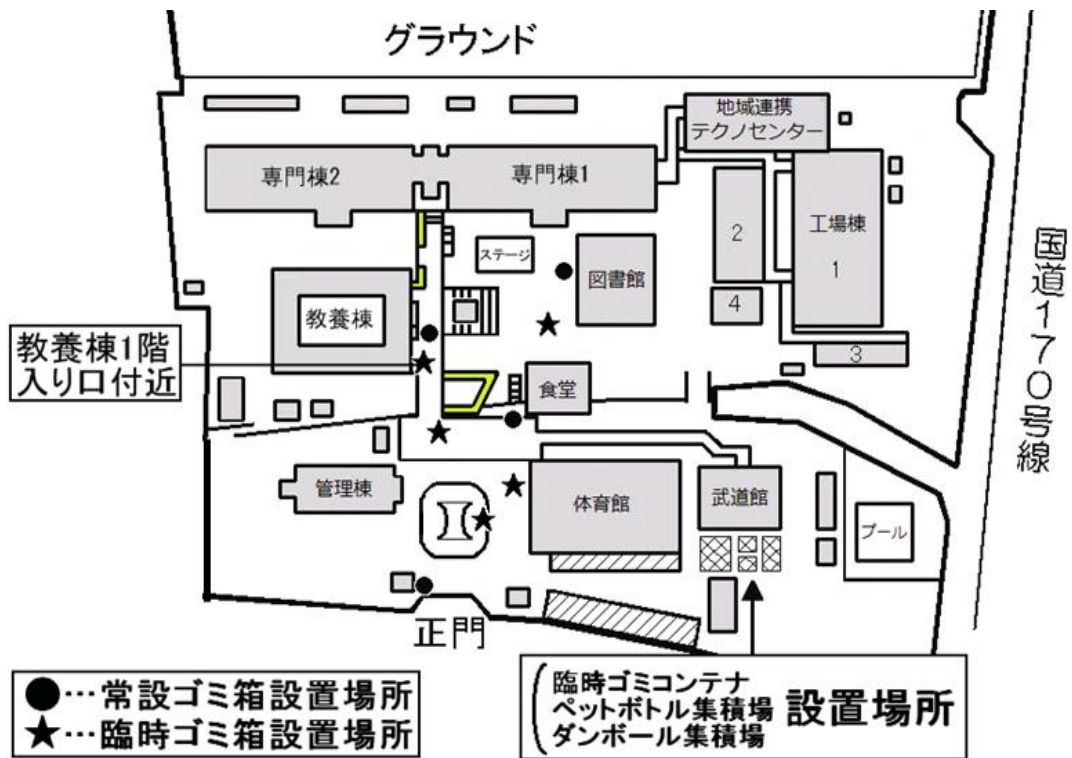 グラウンド
地域連携
テクノセンター
専門棟2
専門棟1
2
工場棟
1
ステージ
図書館
4
教養棟
3
国道170号線
教養棟1階
入り口付近
食堂
管理棟
体育館
武道館
プール
正門
●…常設ゴミ箱設置場所
★…臨時ゴミ箱設置場所
臨時ゴミコンテナ
ペットボトル集積場 設置場所
ダンボール集積場